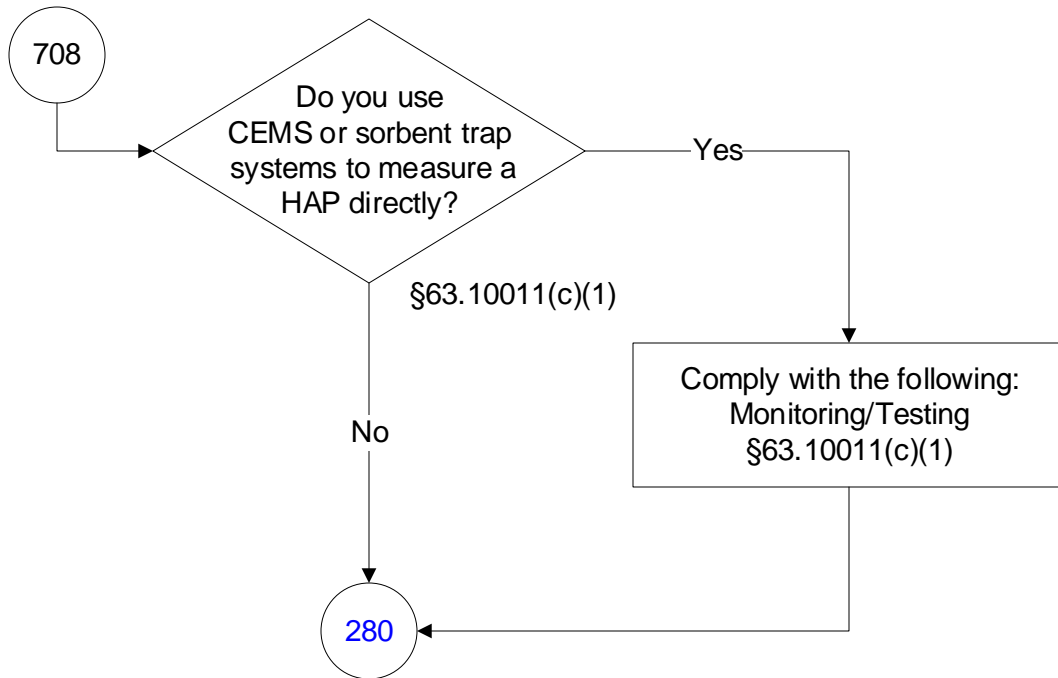 708
Do you use
CEMS or sorbent trap
systems to measure a
HAP directly?
Yes
§63.10011(c)(1)
Comply with the following:
Monitoring/Testing
§63.10011(c)(1)
No
280